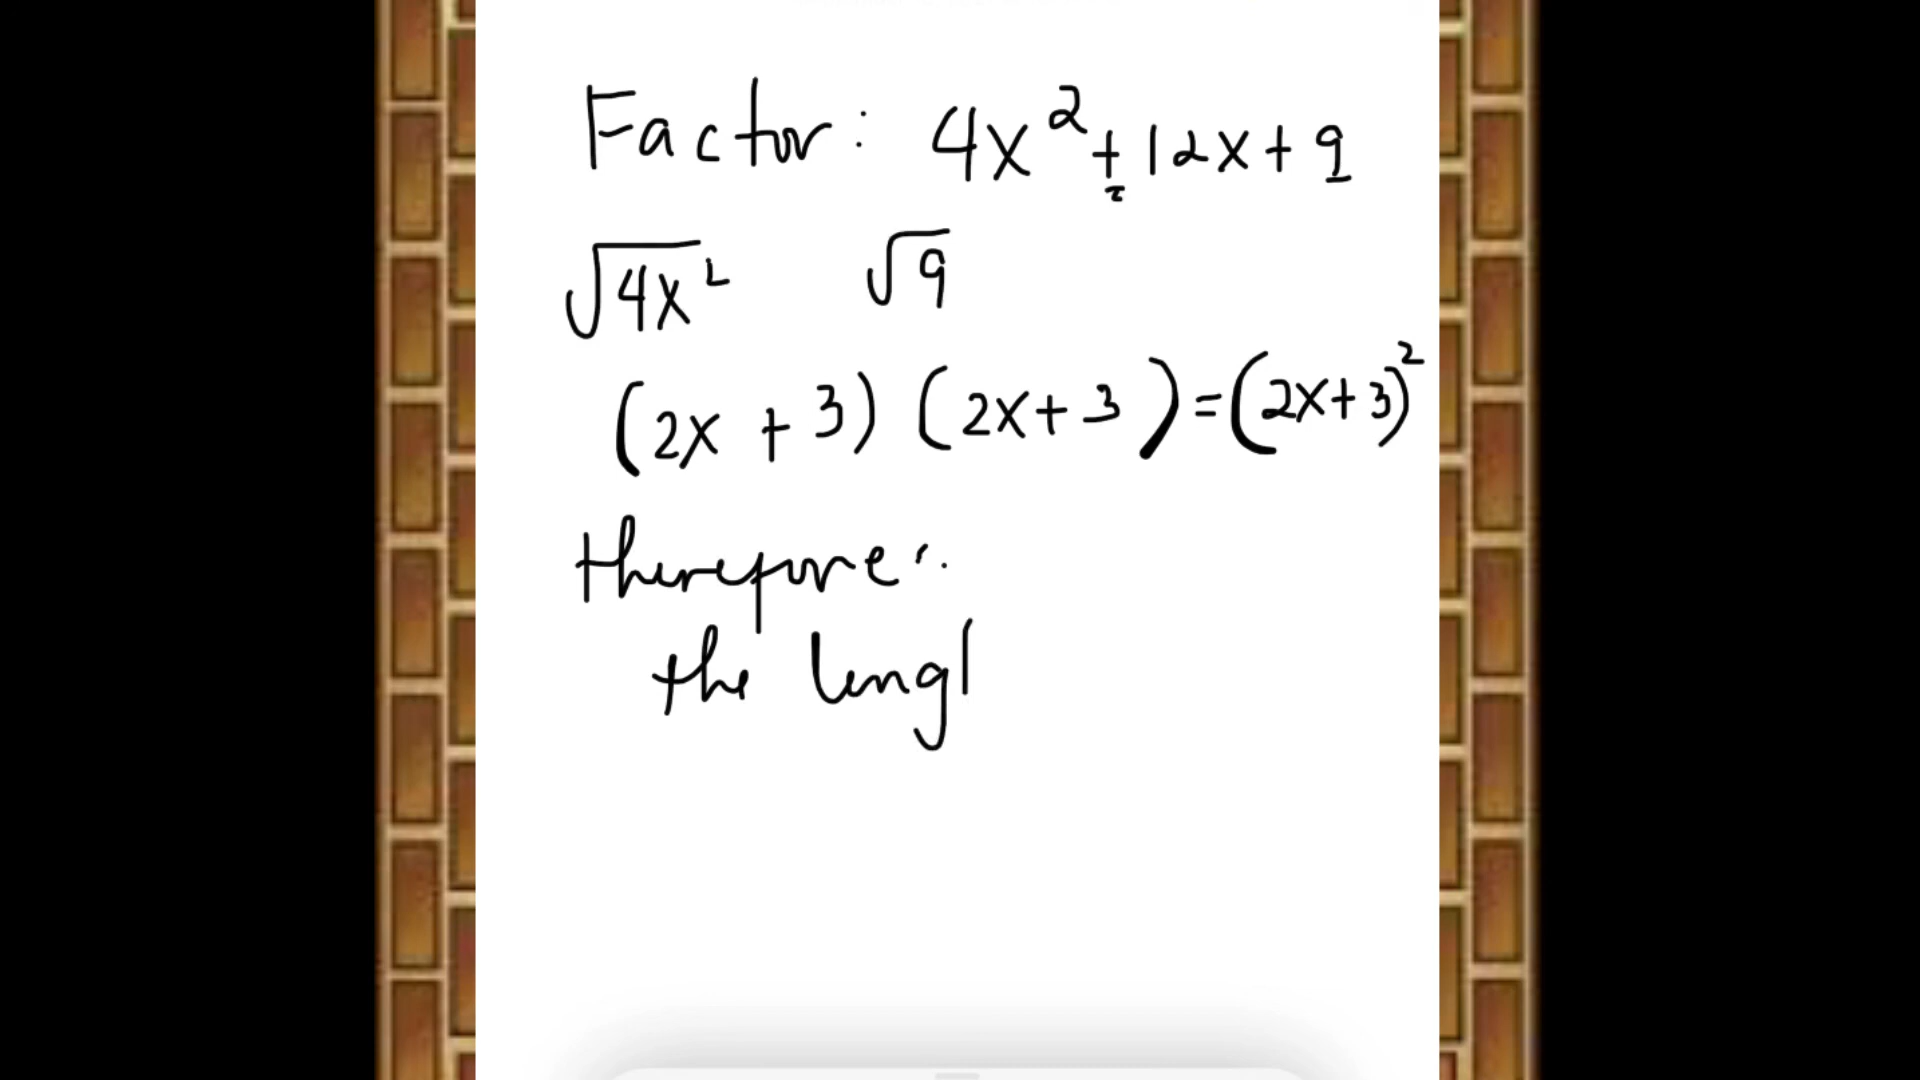 Factor: 4x²+12x+9
√4x² √9
(2x + 3) (2x+3) = (2x+3)²
therefore:
the lengl